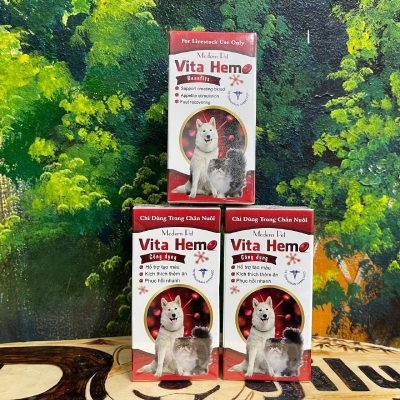 For Livestock Use Only
Modern Pet
Vita Hemo
Benefits
Support creating blood
Appetite stimulation
Fast recovering
Chỉ Dùng Trong Chăn Nuôi
Modern Pet
Vita Hemo
Công dụng
Hỗ trợ tạo máu
Kích thích thèm ăn
Phục hồi nhanh
Chỉ Dùng Trong Chăn Nuôi
Modern Pet
Vita Hemo
Công dụng
Hỗ trợ tạo máu
Kích thích thèm ăn
Phục hồi nhanh